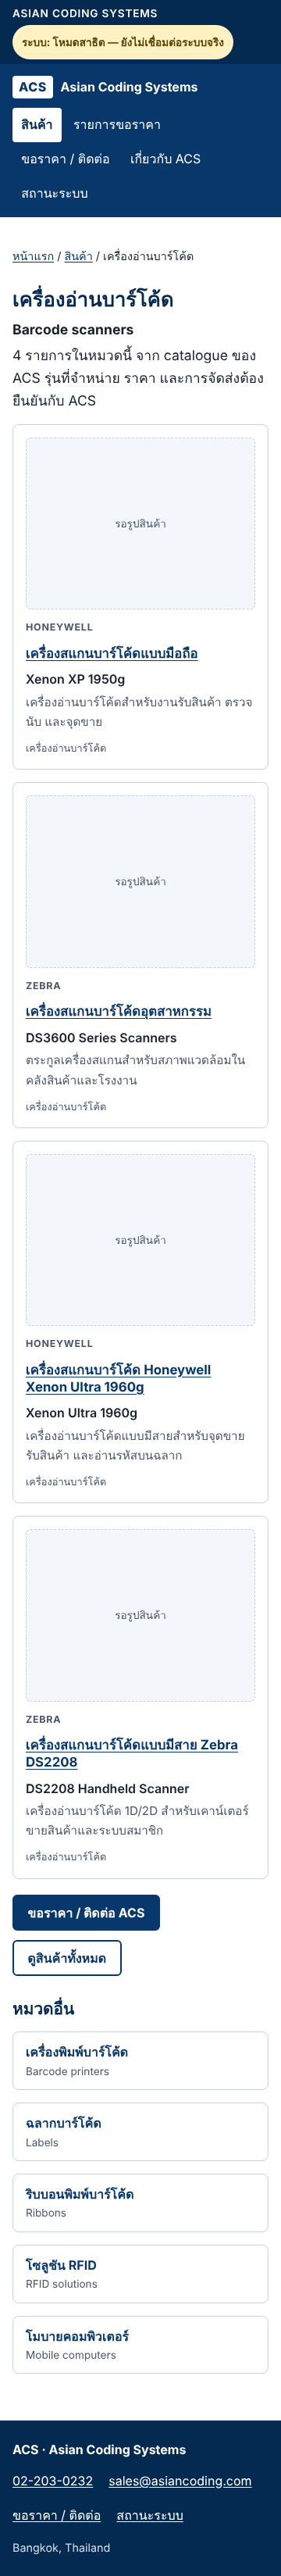 ASIAN CODING SYSTEMS
ระบบ: โหมดสาธิต — ยังไม่เชื่อมต่อระบบจริง
ACS Asian Coding Systems
สินค้า รายการขอราคา
ขอราคา / ติดต่อ เกี่ยวกับ ACS
สถานะระบบ
หน้าแรก / สินค้า / เครื่องอ่านบาร์โค้ด
เครื่องอ่านบาร์โค้ด
Barcode scanners
4 รายการในหมวดนี้ จาก catalogue ของ
ACS รุ่นที่จำหน่าย ราคา และการจัดส่งต้อง
ยืนยันกับ ACS
รอรูปสินค้า
HONEYWELL
เครื่องสแกนบาร์โค้ดแบบมือถือ
Xenon XP 1950g
เครื่องอ่านบาร์โค้ดสำหรับงานรับสินค้า ตรวจ
นับ และจุดขาย
เครื่องอ่านบาร์โค้ด
รอรูปสินค้า
ZEBRA
เครื่องสแกนบาร์โค้ดอุตสาหกรรม
DS3600 Series Scanners
ตระกูลเครื่องสแกนสำหรับสภาพแวดล้อมใน
คลังสินค้าและโรงงาน
เครื่องอ่านบาร์โค้ด
รอรูปสินค้า
HONEYWELL
เครื่องสแกนบาร์โค้ด Honeywell
Xenon Ultra 1960g
Xenon Ultra 1960g
เครื่องอ่านบาร์โค้ดแบบมีสายสำหรับจุดขาย
รับสินค้า และอ่านรหัสบนฉลาก
เครื่องอ่านบาร์โค้ด
รอรูปสินค้า
ZEBRA
เครื่องสแกนบาร์โค้ดแบบมีสาย Zebra
DS2208
DS2208 Handheld Scanner
เครื่องอ่านบาร์โค้ด 1D/2D สำหรับเคาน์เตอร์
ขายสินค้าและระบบสมาชิก
เครื่องอ่านบาร์โค้ด
ขอราคา / ติดต่อ ACS
ดูสินค้าทั้งหมด
หมวดอื่น
เครื่องพิมพ์บาร์โค้ด
Barcode printers
ฉลากบาร์โค้ด
Labels
ริบบอนพิมพ์บาร์โค้ด
Ribbons
โซลูชัน RFID
RFID solutions
โมบายคอมพิวเตอร์
Mobile computers
ACS · Asian Coding Systems
02-203-0232 sales@asiancoding.com
ขอราคา / ติดต่อ สถานะระบบ
Bangkok, Thailand